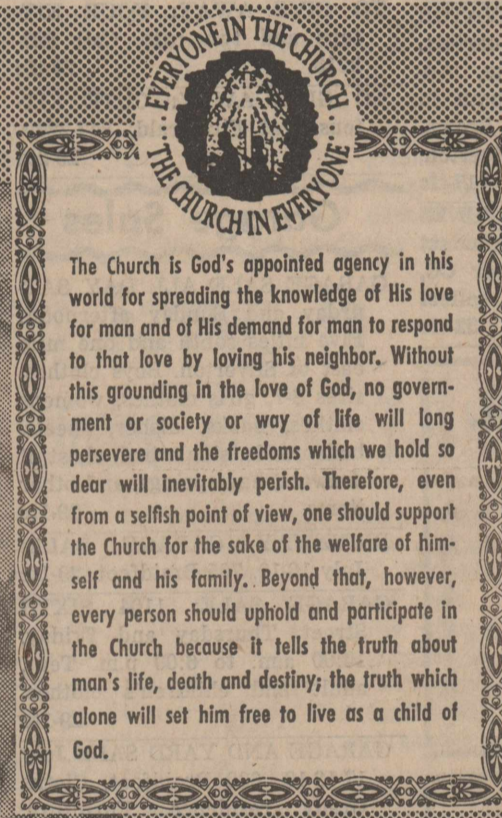 EVERYONE IN THE CHURCH
THE CHURCH IN EVERYONE
The Church is God's appointed agency in this
world for spreading the knowledge of His love
for man and of His demand for man to respond
to that love by loving his neighbor. Without
this grounding in the love of God, no govern-
ment or society or way of life will long
persevere and the freedoms which we hold so
dear will inevitably perish. Therefore, even
from a selfish point of view, one should support
the Church for the sake of the welfare of him-
self and his family. Beyond that, however,
every person should uphold and participate in
the Church because it tells the truth about
man's life, death and destiny; the truth which
alone will set him free to live as a child of
God.